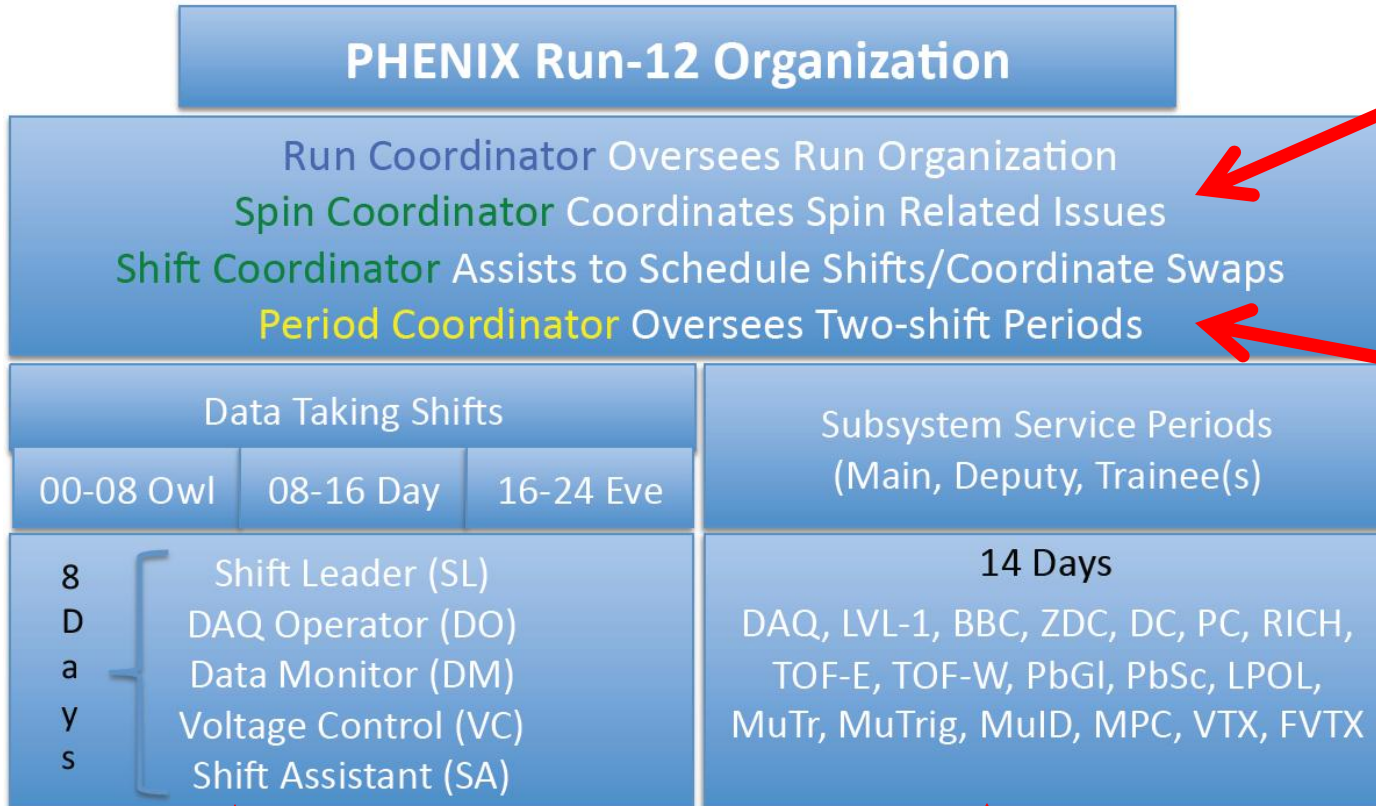 PHENIX Run-12 Organization
Run Coordinator Oversees Run Organization
Spin Coordinator Coordinates Spin Related Issues
Shift Coordinator Assists to Schedule Shifts/Coordinate Swaps
Period Coordinator Oversees Two-shift Periods
Data Taking Shifts
00-08 Owl
08-16 Day
16-24 Eve
8
D
a
y
s
Shift Leader (SL)
DAQ Operator (DO)
Data Monitor (DM)
Voltage Control (VC)
Shift Assistant (SA)
Subsystem Service Periods
(Main, Deputy, Trainee(s)
14 Days
DAQ, LVL-1, BBC, ZDC, DC, PC, RICH,
TOF-E, TOF-W, PbGl, PbSc, LPOL,
MuTr, MuTrig, MuID, MPC, VTX, FVTX